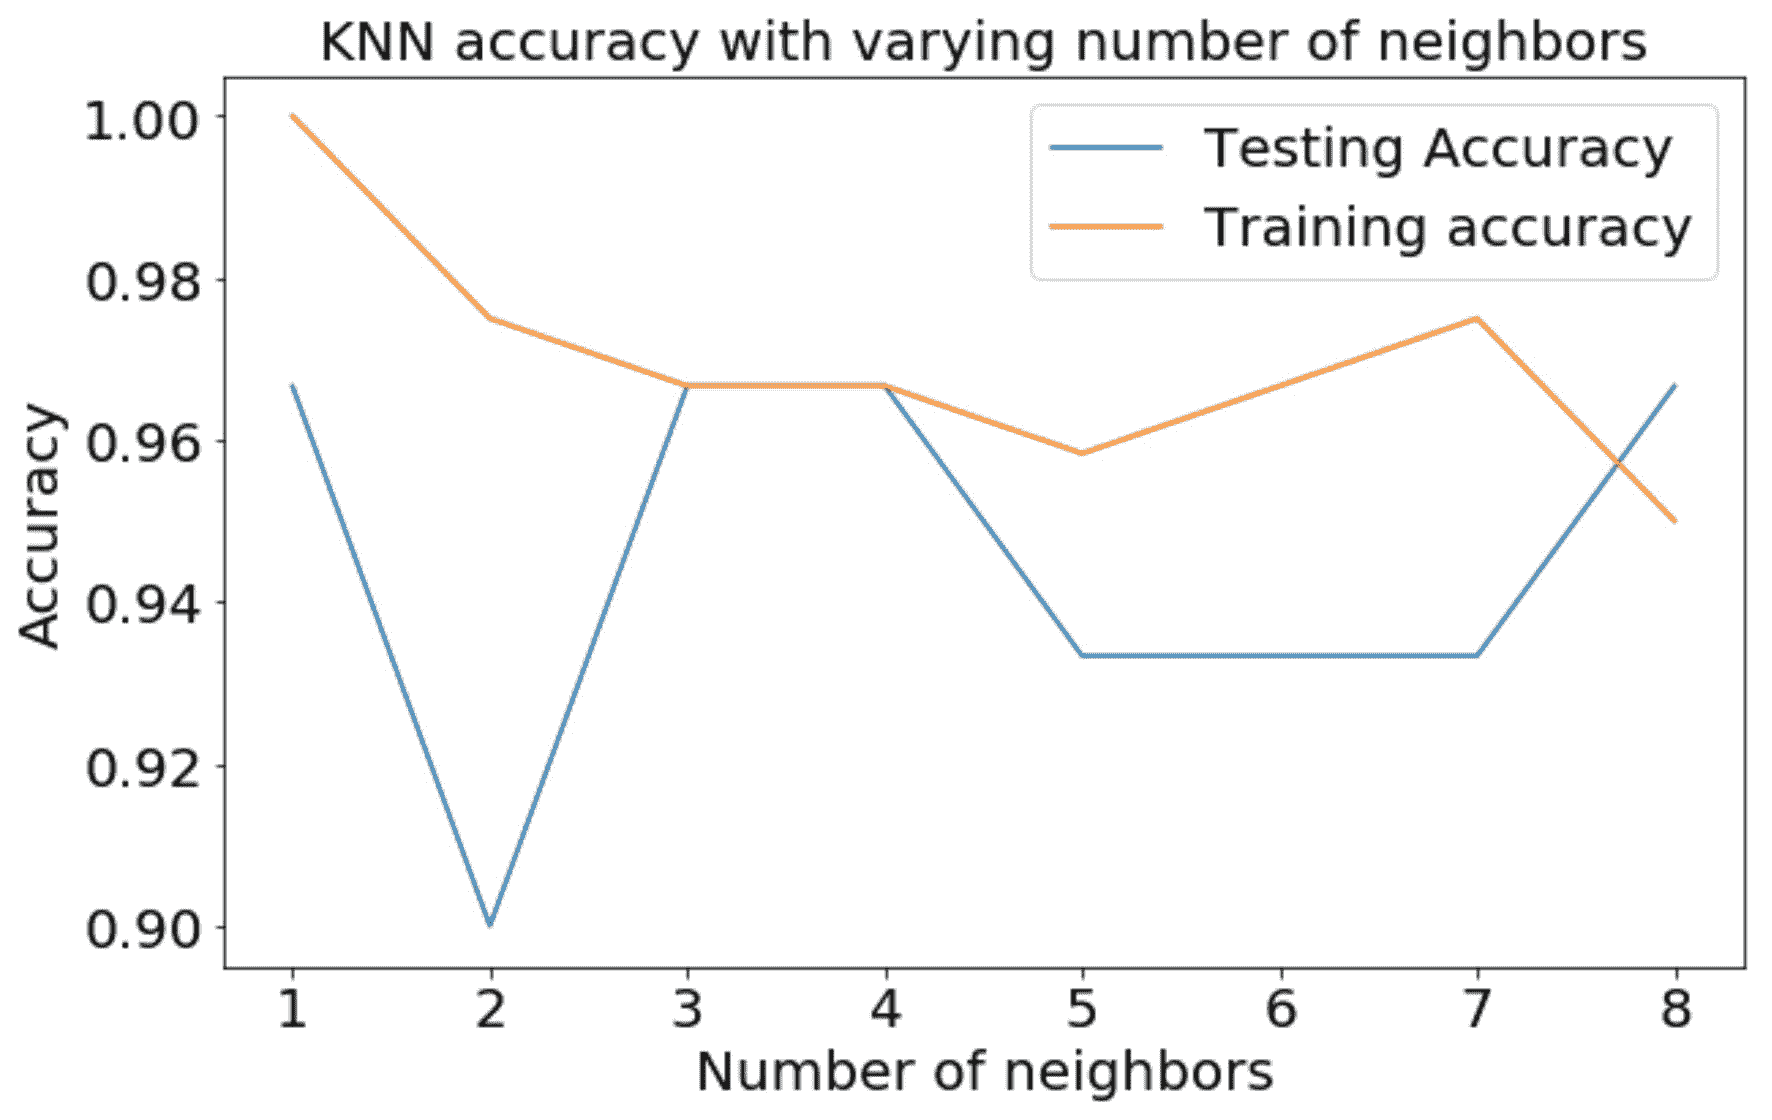 KNN accuracy with varying number of neighbors
Testing Accuracy
Training accuracy
1.00
0.98
0.96
0.94
0.92
0.90
Accuracy
1 2 3 4 5 6 7 8
Number of neighbors